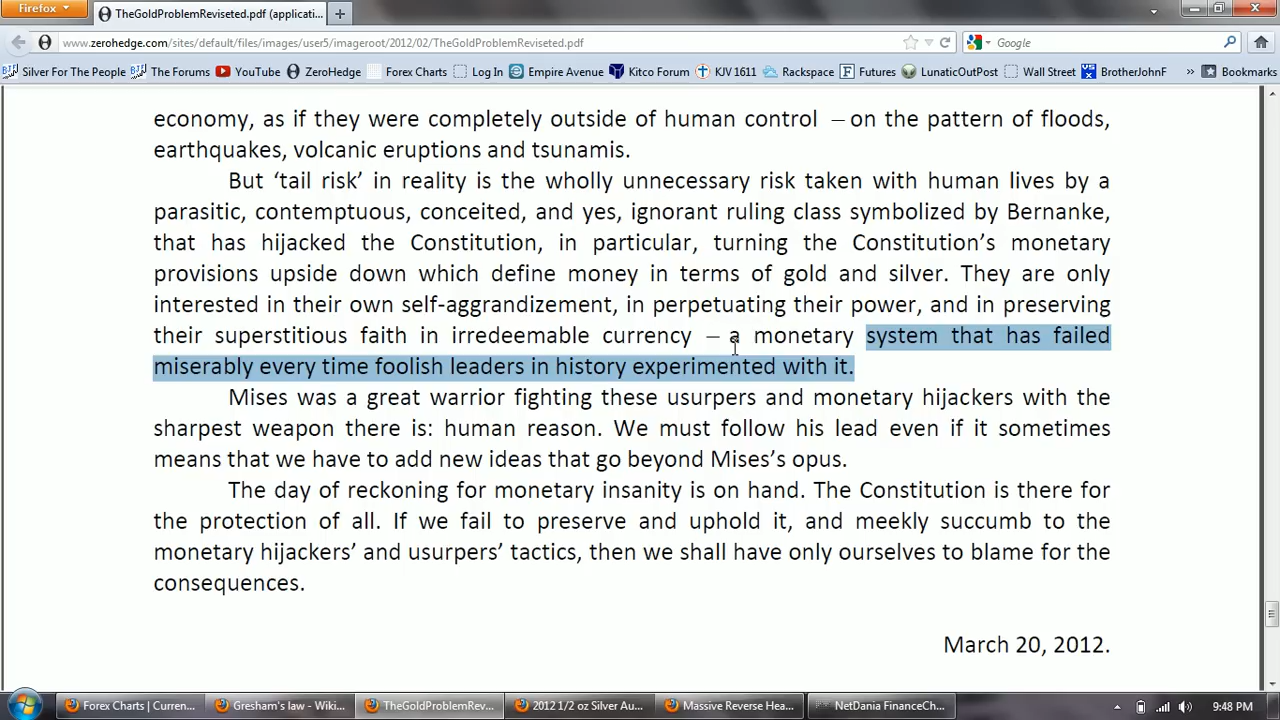 Firefox
TheGoldProblemReviseted.pdf (applicati...
www.zerohedge.com/sites/default/files/images/user5/imageroot/2012/02/TheGoldProblemReviseted.pdf
Google
Silver For The People The Forums YouTube ZeroHedge Forex Charts Log In Empire Avenue Kitco Forum KJV 1611 Rackspace Futures LunaticOutPost Wall Street BrotherJohnF » Bookmarks
economy, as if they were completely outside of human control – on the pattern of floods,
earthquakes, volcanic eruptions and tsunamis.
But ‘tail risk’ in reality is the wholly unnecessary risk taken with human lives by a
parasitic, contemptuous, conceited, and yes, ignorant ruling class symbolized by Bernanke,
that has hijacked the Constitution, in particular, turning the Constitution’s monetary
provisions upside down which define money in terms of gold and silver. They are only
interested in their own self-aggrandizement, in perpetuating their power, and in preserving
their superstitious faith in irredeemable currency – a monetary system that has failed
miserably every time foolish leaders in history experimented with it.
Mises was a great warrior fighting these usurpers and monetary hijackers with the
sharpest weapon there is: human reason. We must follow his lead even if it sometimes
means that we have to add new ideas that go beyond Mises’s opus.
The day of reckoning for monetary insanity is on hand. The Constitution is there for
the protection of all. If we fail to preserve and uphold it, and meekly succumb to the
monetary hijackers’ and usurpers’ tactics, then we shall have only ourselves to blame for the
consequences.
March 20, 2012.
Forex Charts | Curren... Gresham's law - Wiki... TheGoldProblemRev... 2012 1/2 oz Silver Au... Massive Reverse Hea... NetDania FinanceCh... 9:48 PM